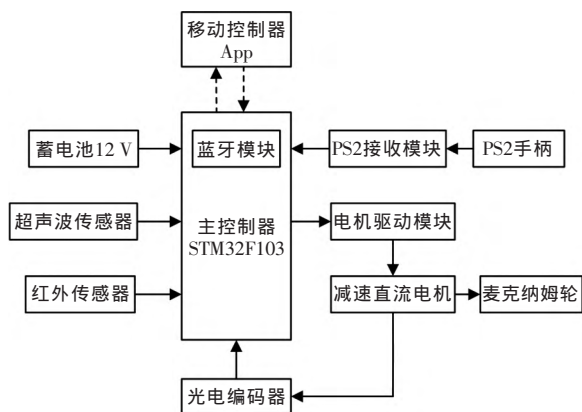 移动控制器
App
蓄电池12 V
蓝牙模块
PS2接收模块
PS2手柄
超声波传感器
主控制器
STM32F103
电机驱动模块
红外传感器
减速直流电机
麦克纳姆轮
光电编码器